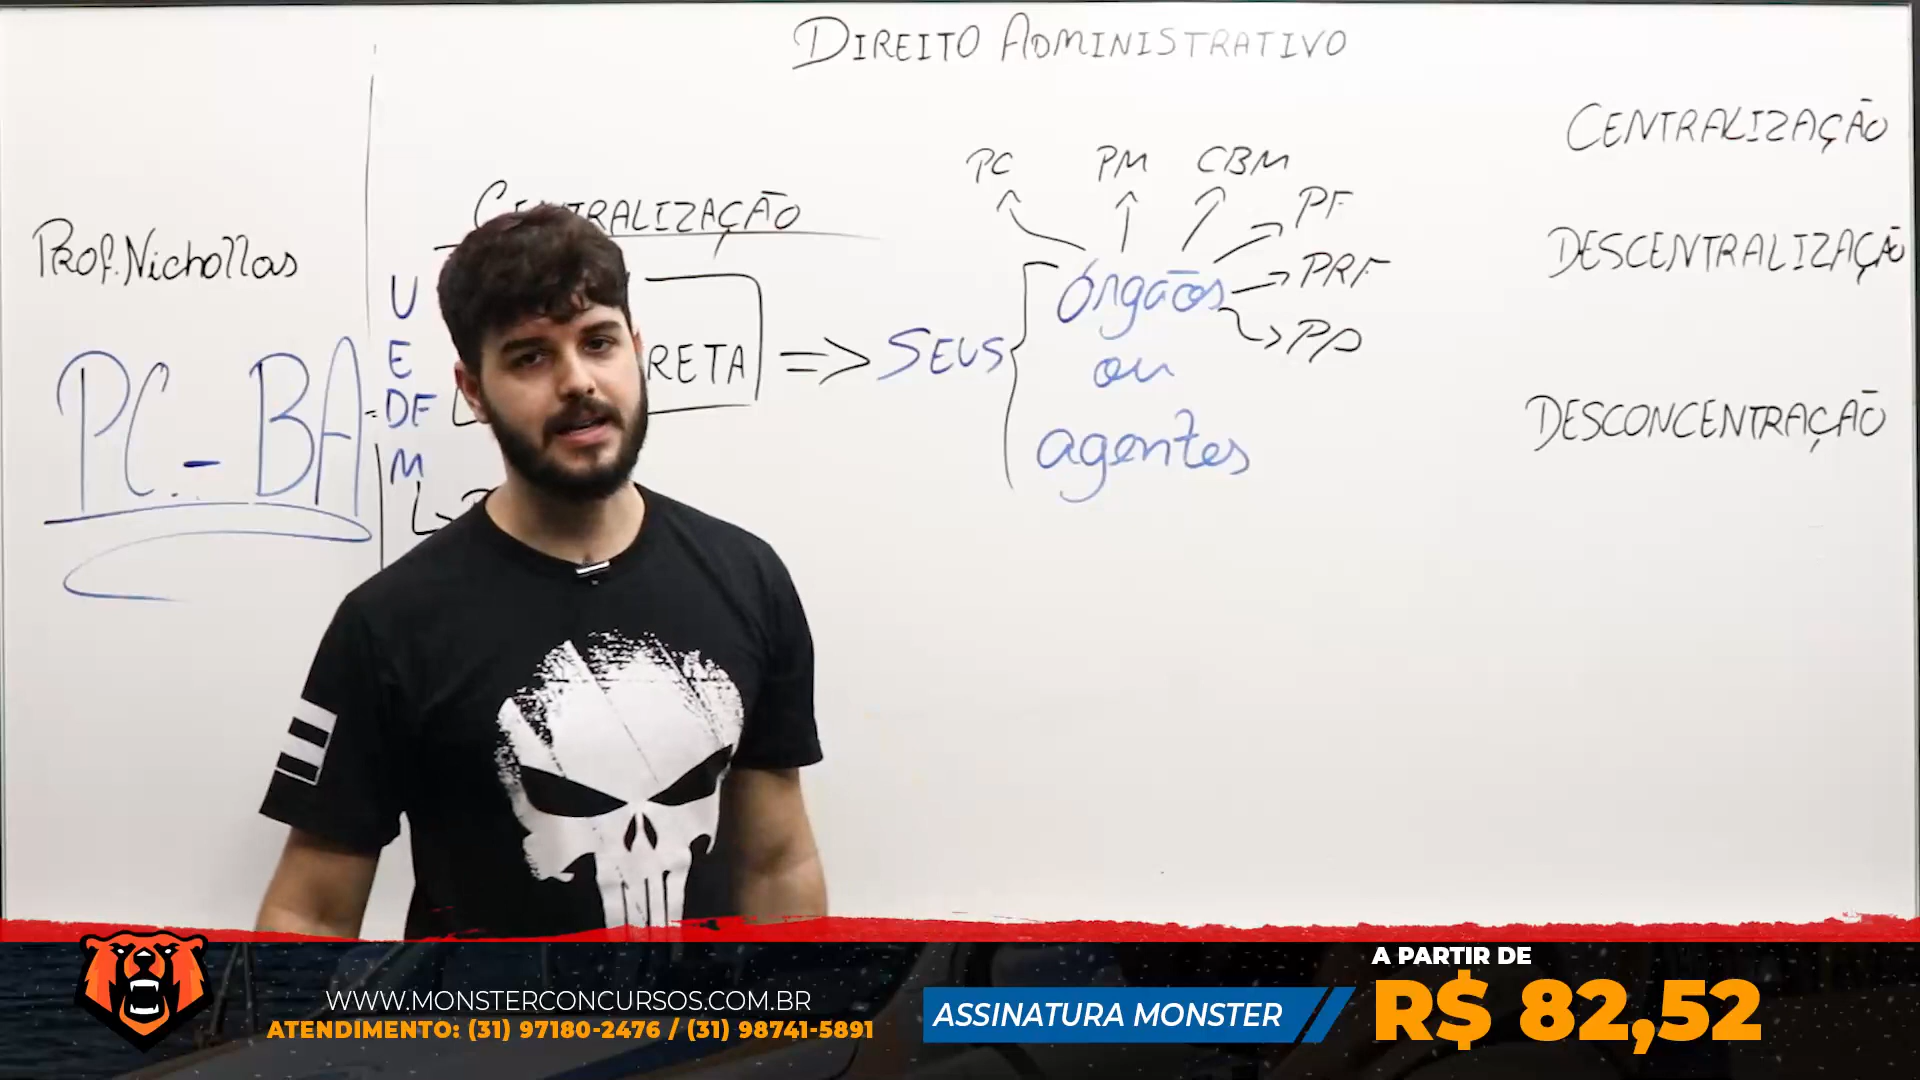 DIREITO ADMINISTRATIVO
Prof. Nichollas
PC-BA
CENTRALIZAÇÃO
U
E
DF
M
RETA
=> SEUS
órgãos
ou
agentes
PC
PM
CBM
PF
PRF
PP
CENTRALIZAÇÃO
DESCENTRALIZAÇÃO
DESCONCENTRAÇÃO
WWW.MONSTERCONCURSOS.COM.BR
ATENDIMENTO: (31) 97180-2476 / (31) 98741-5891
ASSINATURA MONSTER
A PARTIR DE
R$ 82,52